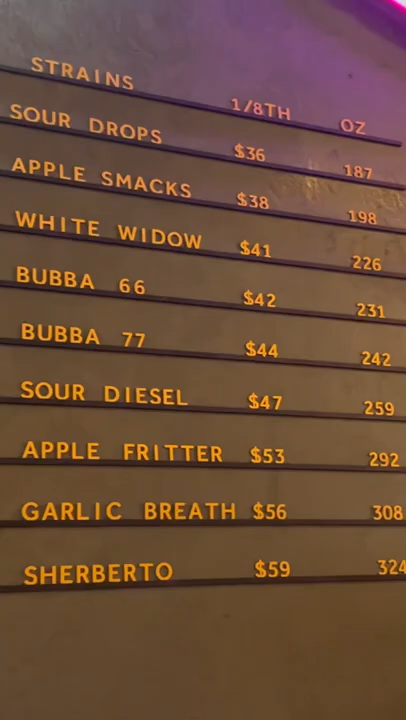 STRAINS 1/8TH OZ
SOUR DROPS $36 187
APPLE SMACKS $38 198
WHITE WIDOW $41 226
BUBBA 66 $42 231
BUBBA 77 $44 242
SOUR DIESEL $47 259
APPLE FRITTER $53 292
GARLIC BREATH $56 308
SHERBERTO $59 324